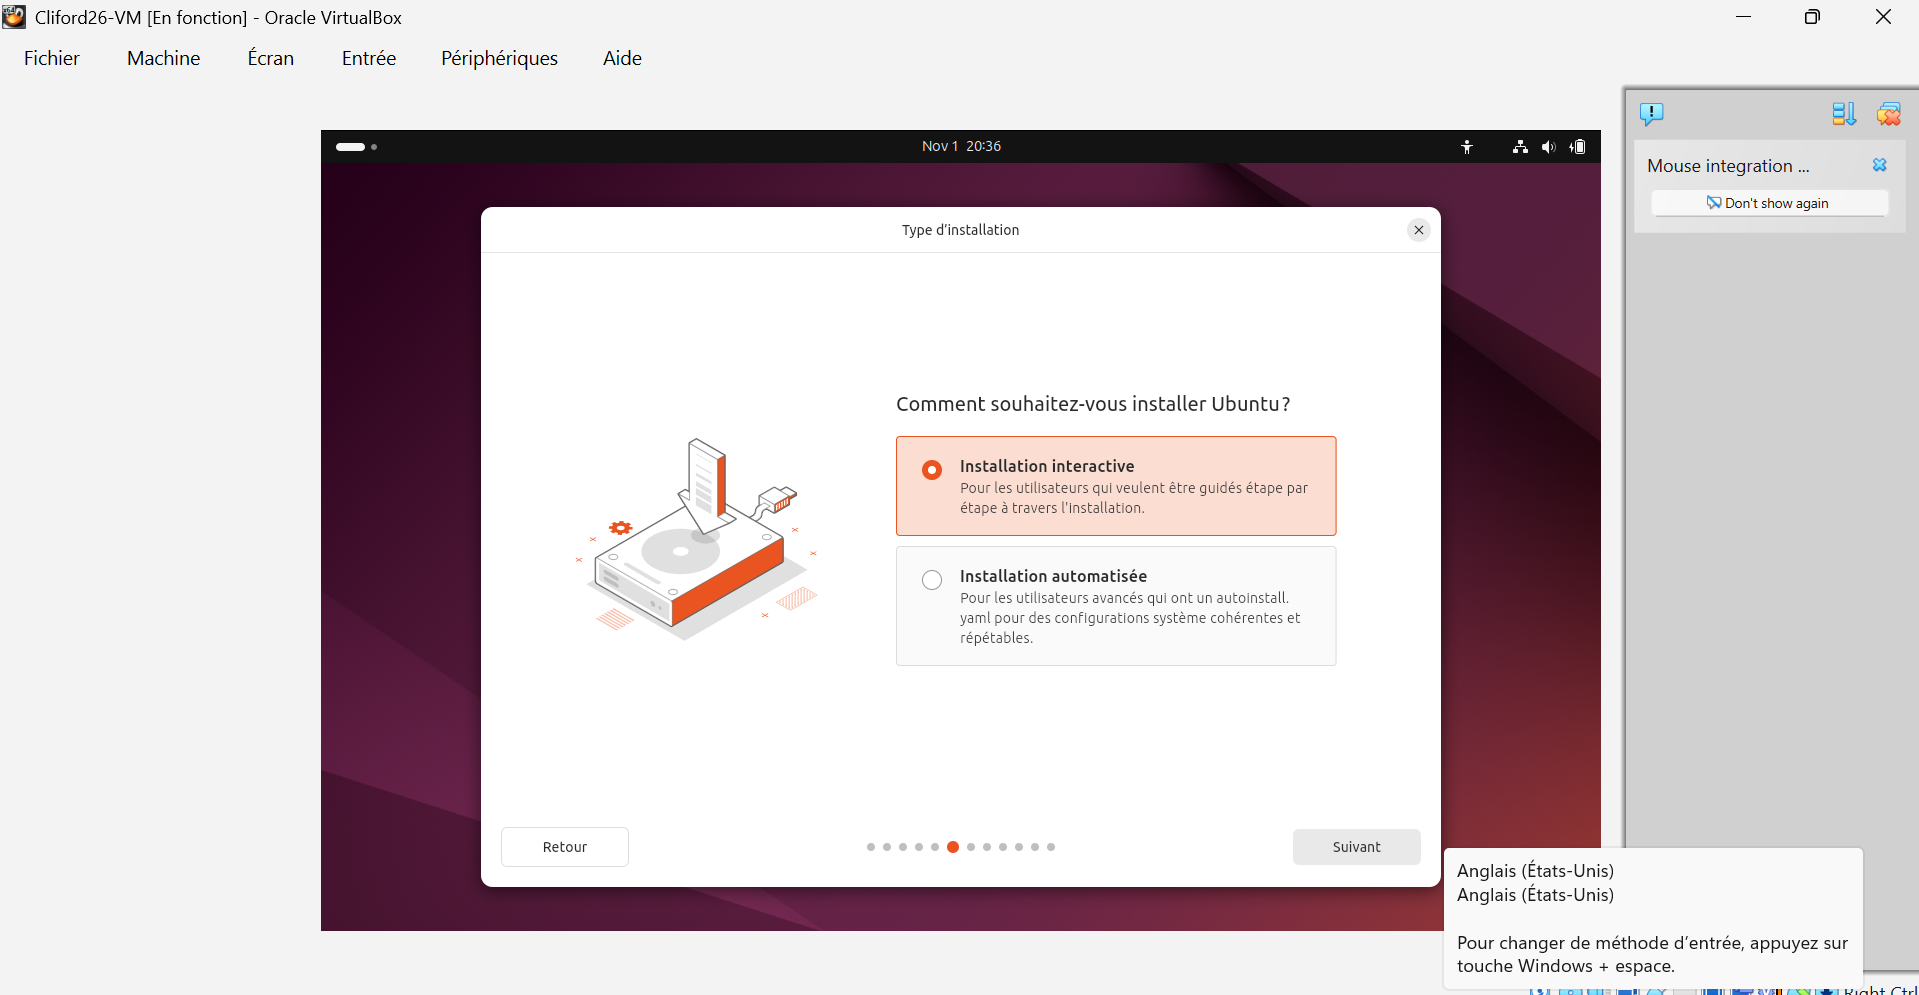 Cliford26-VM [En fonction] - Oracle VirtualBox
Fichier Machine Écran Entrée Périphériques Aide
Nov 1 20:36
Mouse integration ...
Don't show again
Type d’installation
Comment souhaitez-vous installer Ubuntu ?
Installation interactive
Pour les utilisateurs qui veulent être guidés étape par
étape à travers l'installation.
Installation automatisée
Pour les utilisateurs avancés qui ont un autoinstall.
yaml pour des configurations système cohérentes et
répétables.
Retour
Suivant
Anglais (États-Unis)
Anglais (États-Unis)
Pour changer de méthode d’entrée, appuyez sur
touche Windows + espace.
Right Ctrl